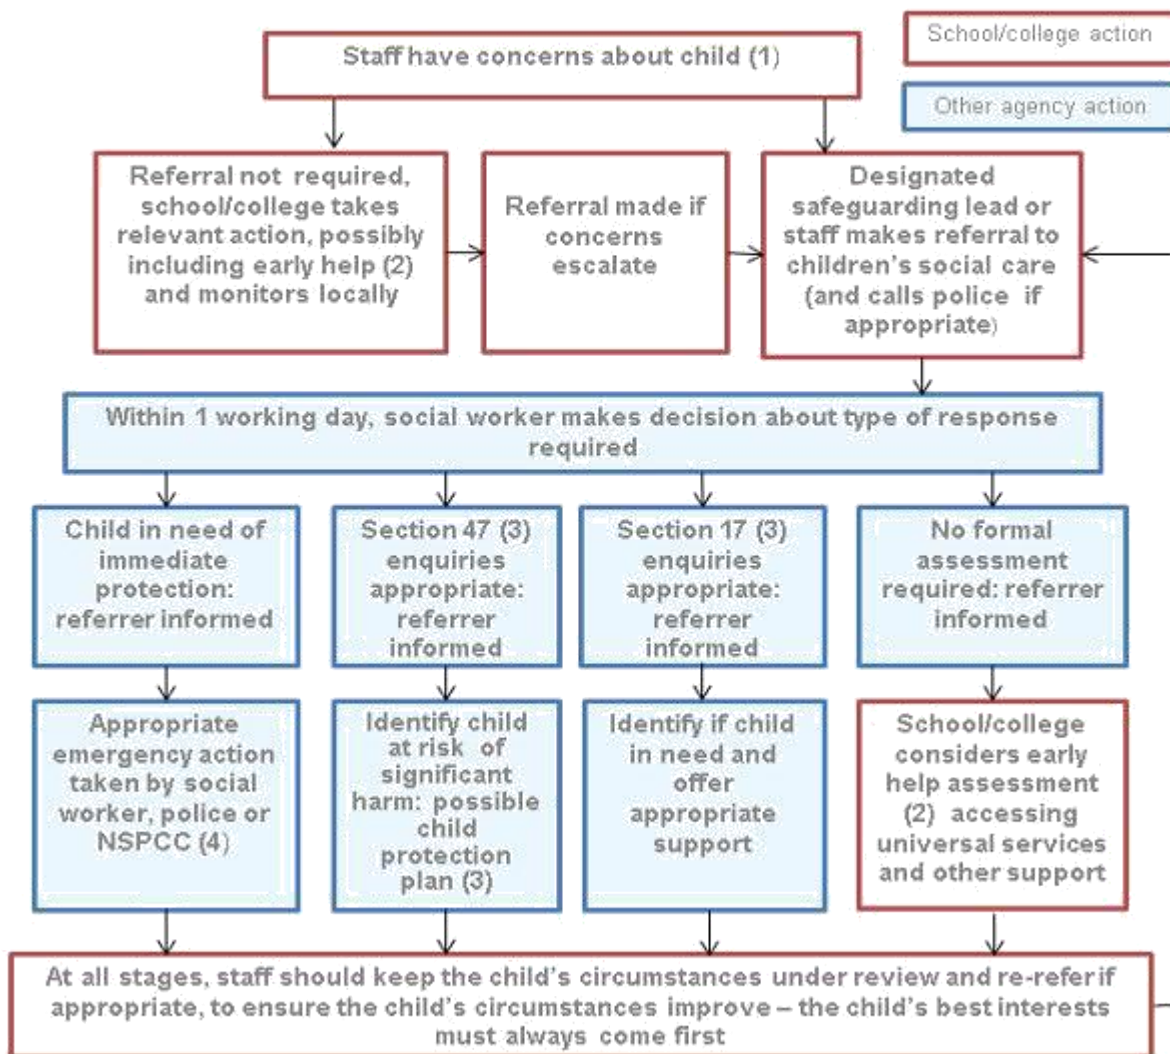 School/college action
Staff have concerns about child (1)
Other agency action
Referral not required,
school/college takes
relevant action, possibly
including early help (2)
and monitors locally
Referral made if
concerns
escalate
Designated
safeguarding lead or
staff makes referral to
children's social care
(and calls police if
appropriate)
Within 1 working day, social worker makes decision about type of response
required
Child in need of
immediate
protection:
referrer informed
Section 47 (3)
enquiries
appropriate:
referrer
informed
Section 17 (3)
enquiries
appropriate:
referrer
informed
No formal
assessment
required: referrer
informed
Appropriate
emergency action
taken by social
worker, police or
NSPCC (4)
Identify child
at risk of
significant
harm: possible
child
protection
plan (3)
Identify if child
in need and
offer
appropriate
support
School/college
considers early
help assessment
(2) accessing
universal services
and other support
At all stages, staff should keep the child's circumstances under review and re-refer if
appropriate, to ensure the child's circumstances improve – the child's best interests
must always come first